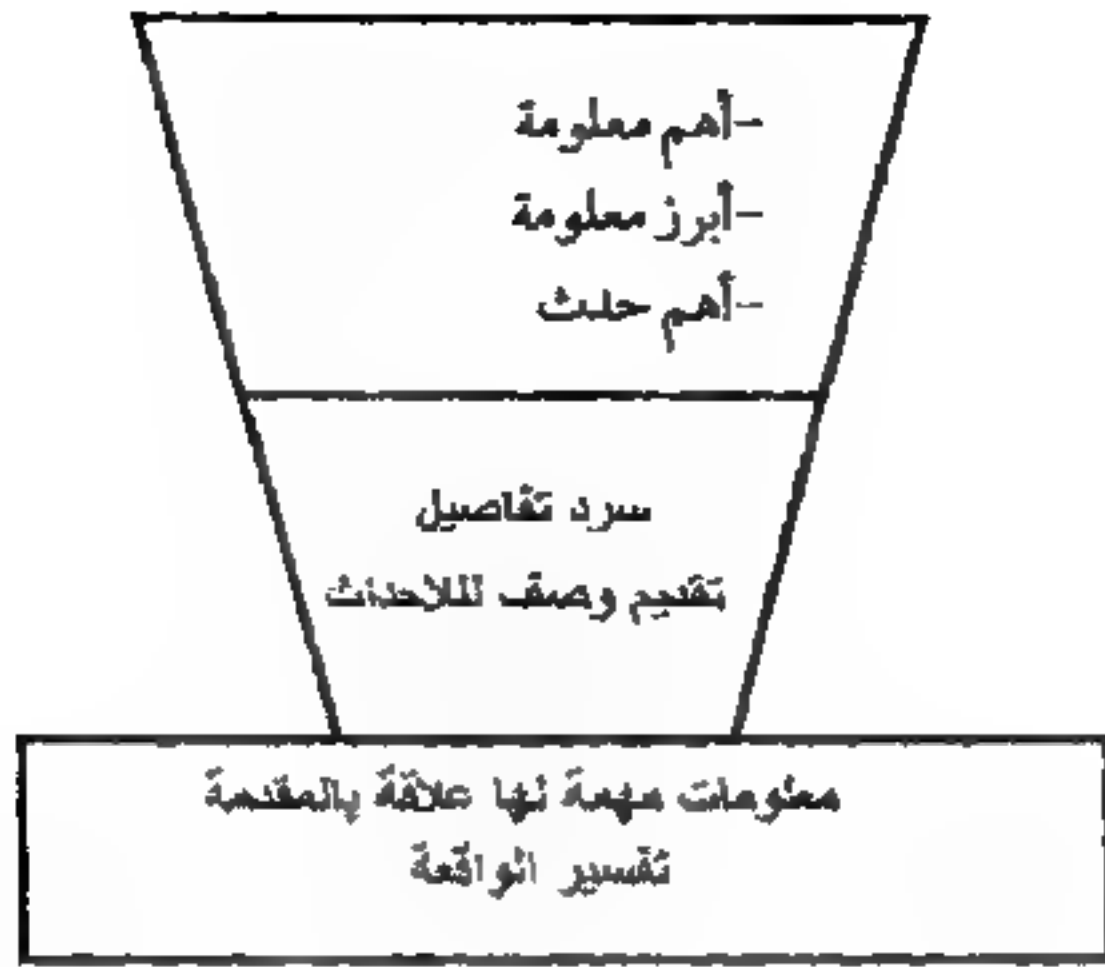 -أهم معلومة
-أبرز معلومة
-أهم حدث
سرد تفاصيل
تقديم وصف للاحداث
معلومات مهمة لها علاقة بالمقدمة
تفسير الواقعة